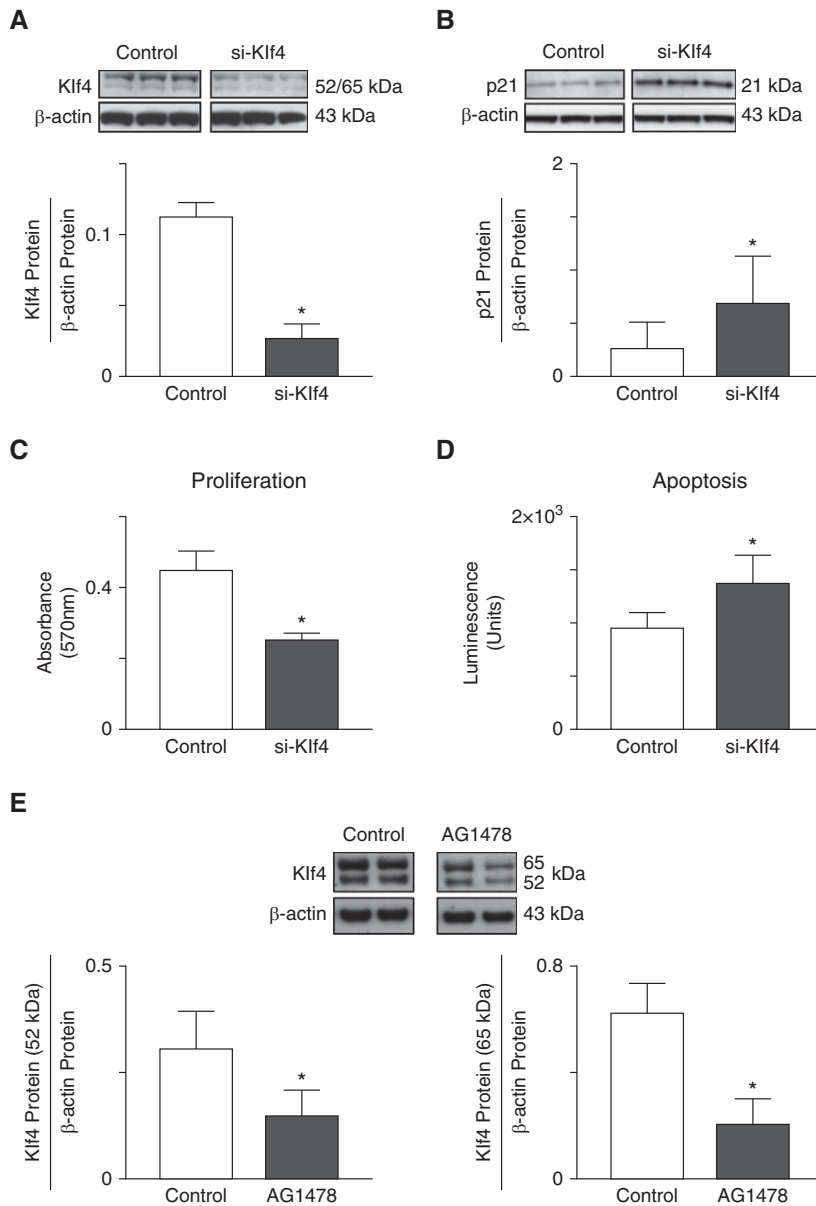 A
Control si-Klf4
Klf4 52/65 kDa
β-actin 43 kDa
Klf4 Protein
β-actin Protein
0.1
*
0
Control si-Klf4
B
Control si-Klf4
p21 21 kDa
β-actin 43 kDa
p21 Protein
β-actin Protein
2
*
0
Control si-Klf4
C
Proliferation
Absorbance
(570nm)
0.4
*
0
Control si-Klf4
D
Apoptosis
Luminescence
(Units)
2×10³
*
0
Control si-Klf4
E
Control AG1478
Klf4 65
52 kDa
β-actin 43 kDa
Klf4 Protein (52 kDa)
β-actin Protein
0.5
*
0
Control AG1478
Klf4 Protein (65 kDa)
β-actin Protein
0.8
*
0
Control AG1478